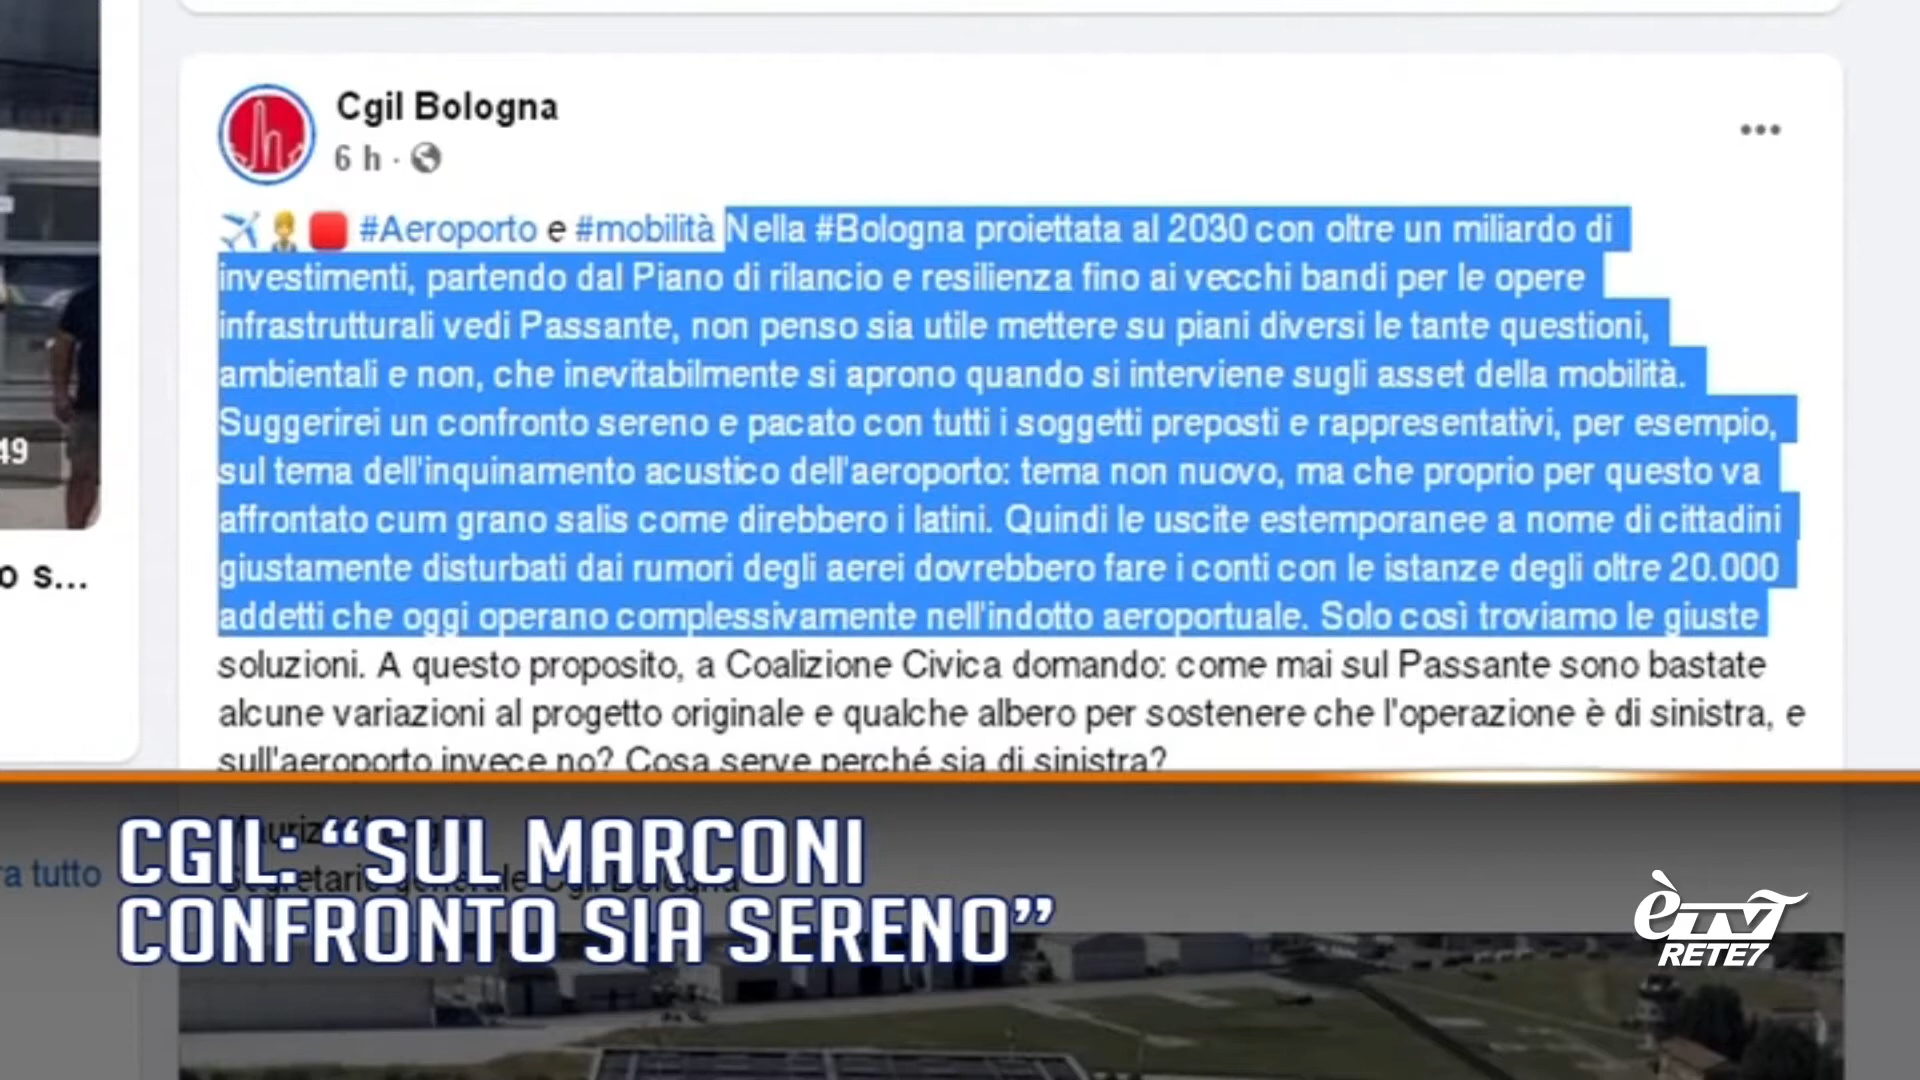 Cgil Bologna
6 h ·
#Aeroporto e #mobilità Nella #Bologna proiettata al 2030 con oltre un miliardo di
investimenti, partendo dal Piano di rilancio e resilienza fino ai vecchi bandi per le opere
infrastrutturali vedi Passante, non penso sia utile mettere su piani diversi le tante questioni,
ambientali e non, che inevitabilmente si aprono quando si interviene sugli asset della mobilità.
Suggerirei un confronto sereno e pacato con tutti i soggetti preposti e rappresentativi, per esempio,
sul tema dell'inquinamento acustico dell'aeroporto: tema non nuovo, ma che proprio per questo va
affrontato cum grano salis come direbbero i latini. Quindi le uscite estemporanee a nome di cittadini
giustamente disturbati dai rumori degli aerei dovrebbero fare i conti con le istanze degli oltre 20.000
addetti che oggi operano complessivamente nell'indotto aeroportuale. Solo così troviamo le giuste
soluzioni. A questo proposito, a Coalizione Civica domando: come mai sul Passante sono bastate
alcune variazioni al progetto originale e qualche albero per sostenere che l'operazione è di sinistra, e
sull'aeroporto invece no? Cosa serve perché sia di sinistra?
Segretario generale Cgil Bologna
49
o s...
ra tutto
CGIL: “SUL MARCONI
CONFRONTO SIA SERENO”
èTV
RETE7